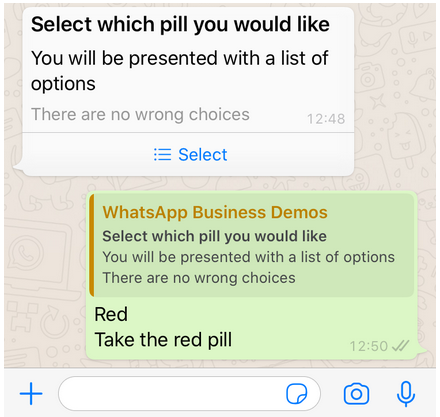 Select which pill you would like
You will be presented with a list of
options
There are no wrong choices
12:48
Select
WhatsApp Business Demos
Select which pill you would like
You will be presented with a list of options
There are no wrong choices
Red
Take the red pill
12:50